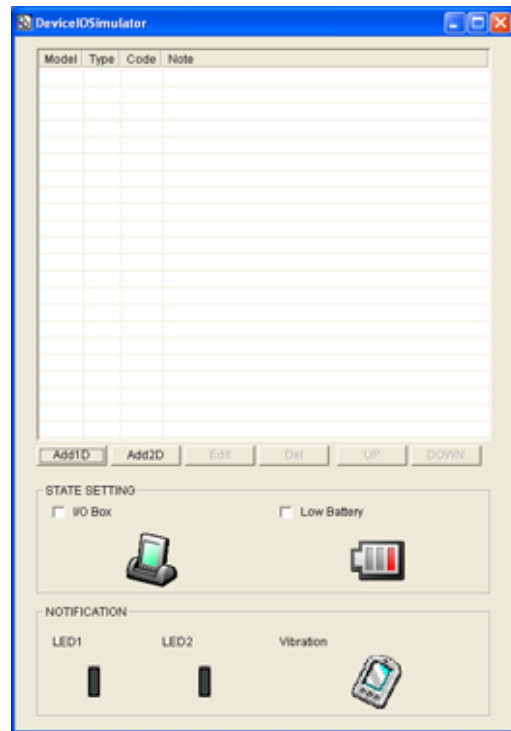 DeviceIOSimulator
Model Type Code Note
Add1D Add2D Edit Del UP DOWN
STATE SETTING
I/O Box Low Battery
NOTIFICATION
LED1 LED2 Vibration